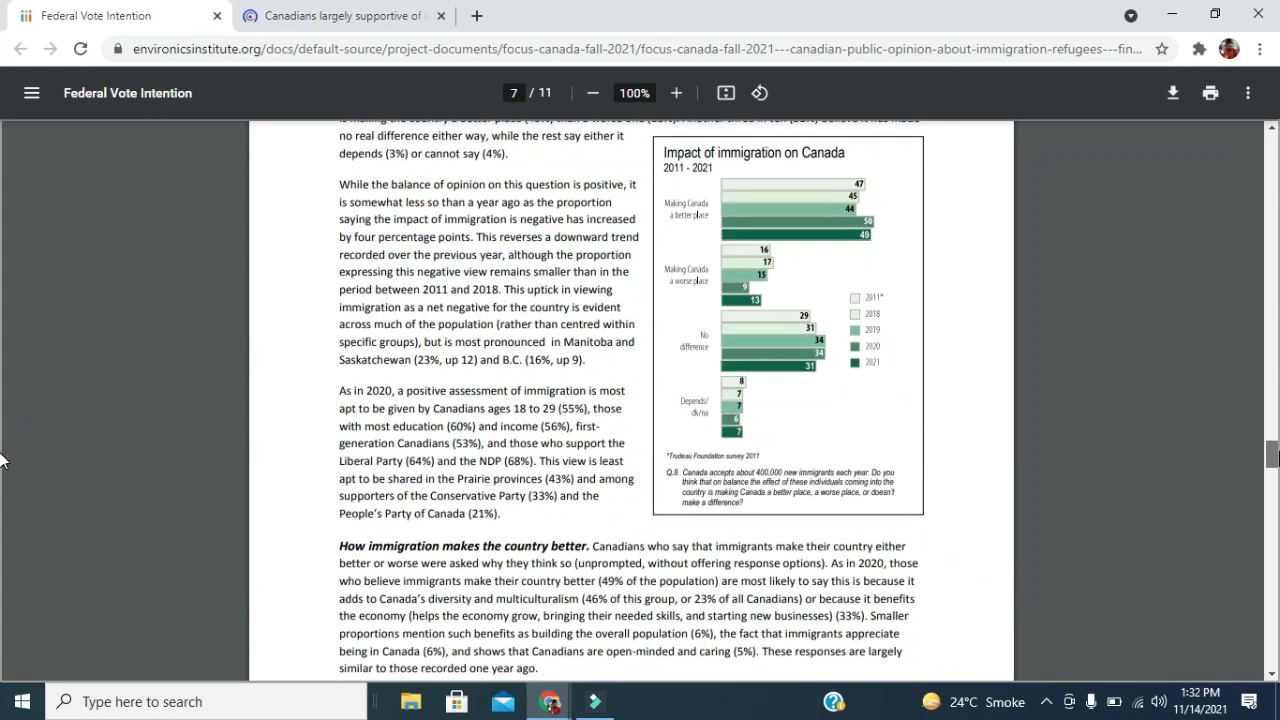 Federal Vote Intention
Canadians largely supportive of i
environicsinstitute.org/docs/default-source/project-documents/focus-canada-fall-2021/focus-canada-fall-2021---canadian-public-opinion-about-immigration-refugees---fin...
Federal Vote Intention
7 / 11
100%
no real difference either way, while the rest say either it
depends (3%) or cannot say (4%).
While the balance of opinion on this question is positive, it
is somewhat less so than a year ago as the proportion
saying the impact of immigration is negative has increased
by four percentage points. This reverses a downward trend
recorded over the previous year, although the proportion
expressing this negative view remains smaller than in the
period between 2011 and 2018. This uptick in viewing
immigration as a net negative for the country is evident
across much of the population (rather than centred within
specific groups), but is most pronounced in Manitoba and
Saskatchewan (23%, up 12) and B.C. (16%, up 9).
As in 2020, a positive assessment of immigration is most
apt to be given by Canadians ages 18 to 29 (55%), those
with most education (60%) and income (56%), first-
generation Canadians (53%), and those who support the
Liberal Party (64%) and the NDP (68%). This view is least
apt to be shared in the Prairie provinces (43%) and among
supporters of the Conservative Party (33%) and the
People's Party of Canada (21%).
Impact of immigration on Canada
2011 - 2021
Making Canada
a better place
47
45
44
50
49
Making Canada
a worse place
16
17
15
9
13
No
difference
29
31
34
34
31
Depends/
dk/na
8
7
7
6
7
2011*
2018
2019
2020
2021
*Trudeau Foundation survey 2011
Q.8 Canada accepts about 400,000 new immigrants each year. Do you
think that on balance the effect of these individuals coming into the
country is making Canada a better place, a worse place, or doesn't
make a difference?
How immigration makes the country better. Canadians who say that immigrants make their country either
better or worse were asked why they think so (unprompted, without offering response options). As in 2020, those
who believe immigrants make their country better (49% of the population) are most likely to say this is because it
adds to Canada's diversity and multiculturalism (46% of this group, or 23% of all Canadians) or because it benefits
the economy (helps the economy grow, bringing their needed skills, and starting new businesses) (33%). Smaller
proportions mention such benefits as building the overall population (6%), the fact that immigrants appreciate
being in Canada (6%), and shows that Canadians are open-minded and caring (5%). These responses are largely
similar to those recorded one year ago.
Type here to search
24°C Smoke
1:32 PM
11/14/2021